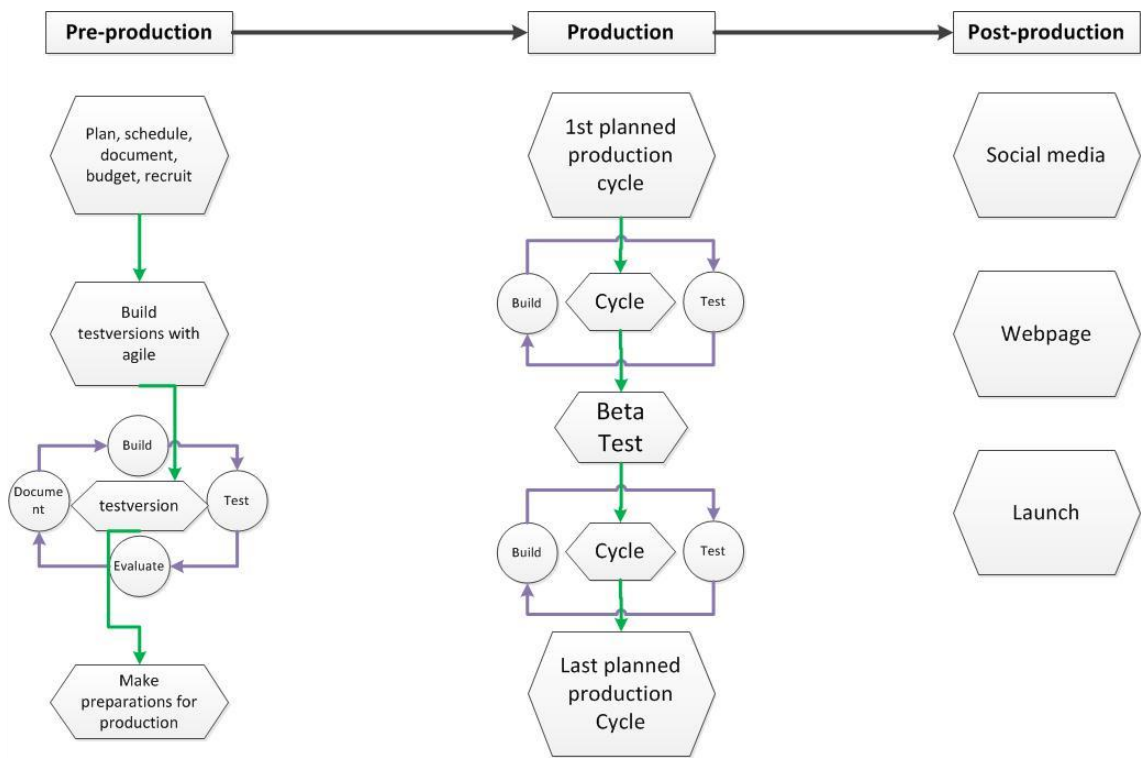 Pre-production
Production
Post-production
Plan, schedule,
document,
budget, recruit
Build
testversions with
agile
Build
Docume
nt
testversion
Test
Evaluate
Make
preparations for
production
1st planned
production
cycle
Build
Cycle
Test
Beta
Test
Build
Cycle
Test
Last planned
production
Cycle
Social media
Webpage
Launch